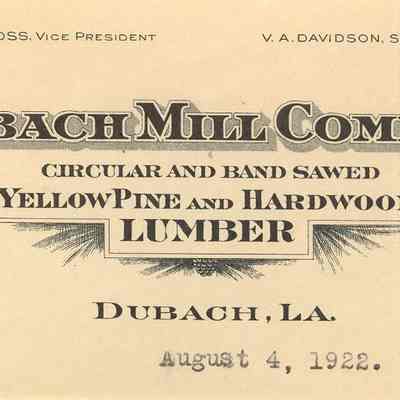 OSS, VICE PRESIDENT V. A. DAVIDSON, S
BACH MILL COM
CIRCULAR AND BAND SAWED
YELLOW PINE AND HARDWOO
LUMBER
DUBACH, LA.
August 4, 1922.